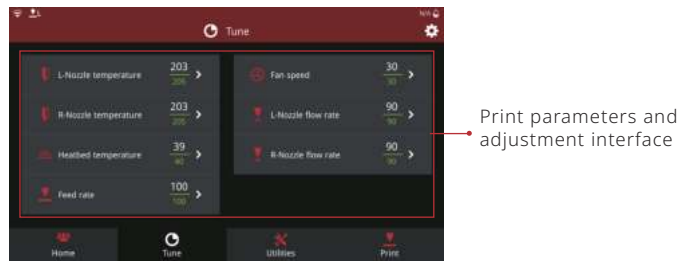 L
N/A
Tune
L-Nozzle temperature 203 205
Fan speed 30 30
R-Nozzle temperature 203 205
L-Nozzle flow rate 90 90
Heatbed temperature 39 40
R-Nozzle flow rate 90 90
Feed rate 100 100
Print parameters and
adjustment interface
Home
Tune
Utilities
Print